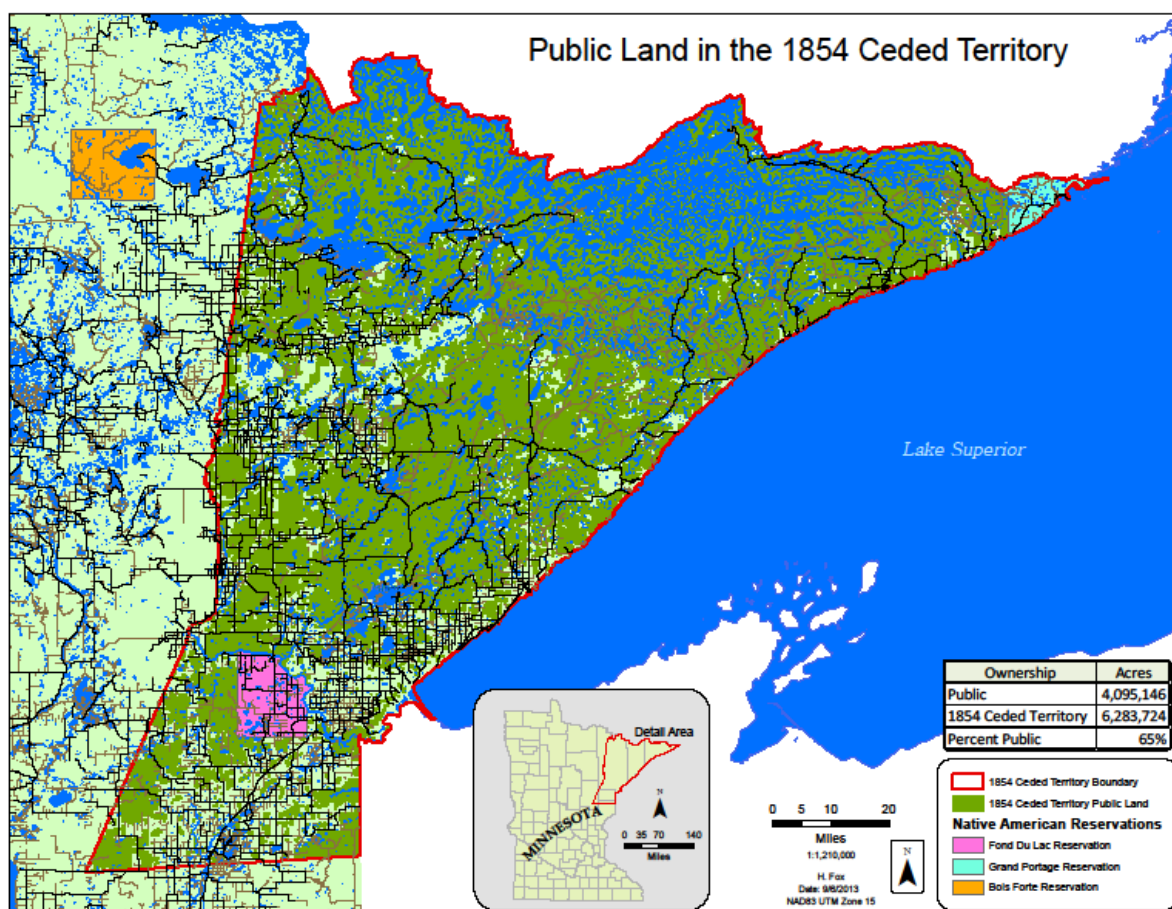 Public Land in the 1854 Ceded Territory
Lake Superior
Ownership Acres
Public 4,095,146
1854 Ceded Territory 6,283,724
Percent Public 65%
Detail Area
N
MINNESOTA
0 35 70 140
Miles
0 5 10 20
Miles
1:1,210,000
H. Fox
Date: 9/6/2013
NAD83 UTM Zone 15
N
1854 Ceded Territory Boundary
1854 Ceded Territory Public Land
Native American Reservations
Fond Du Lac Reservation
Grand Portage Reservation
Bois Forte Reservation